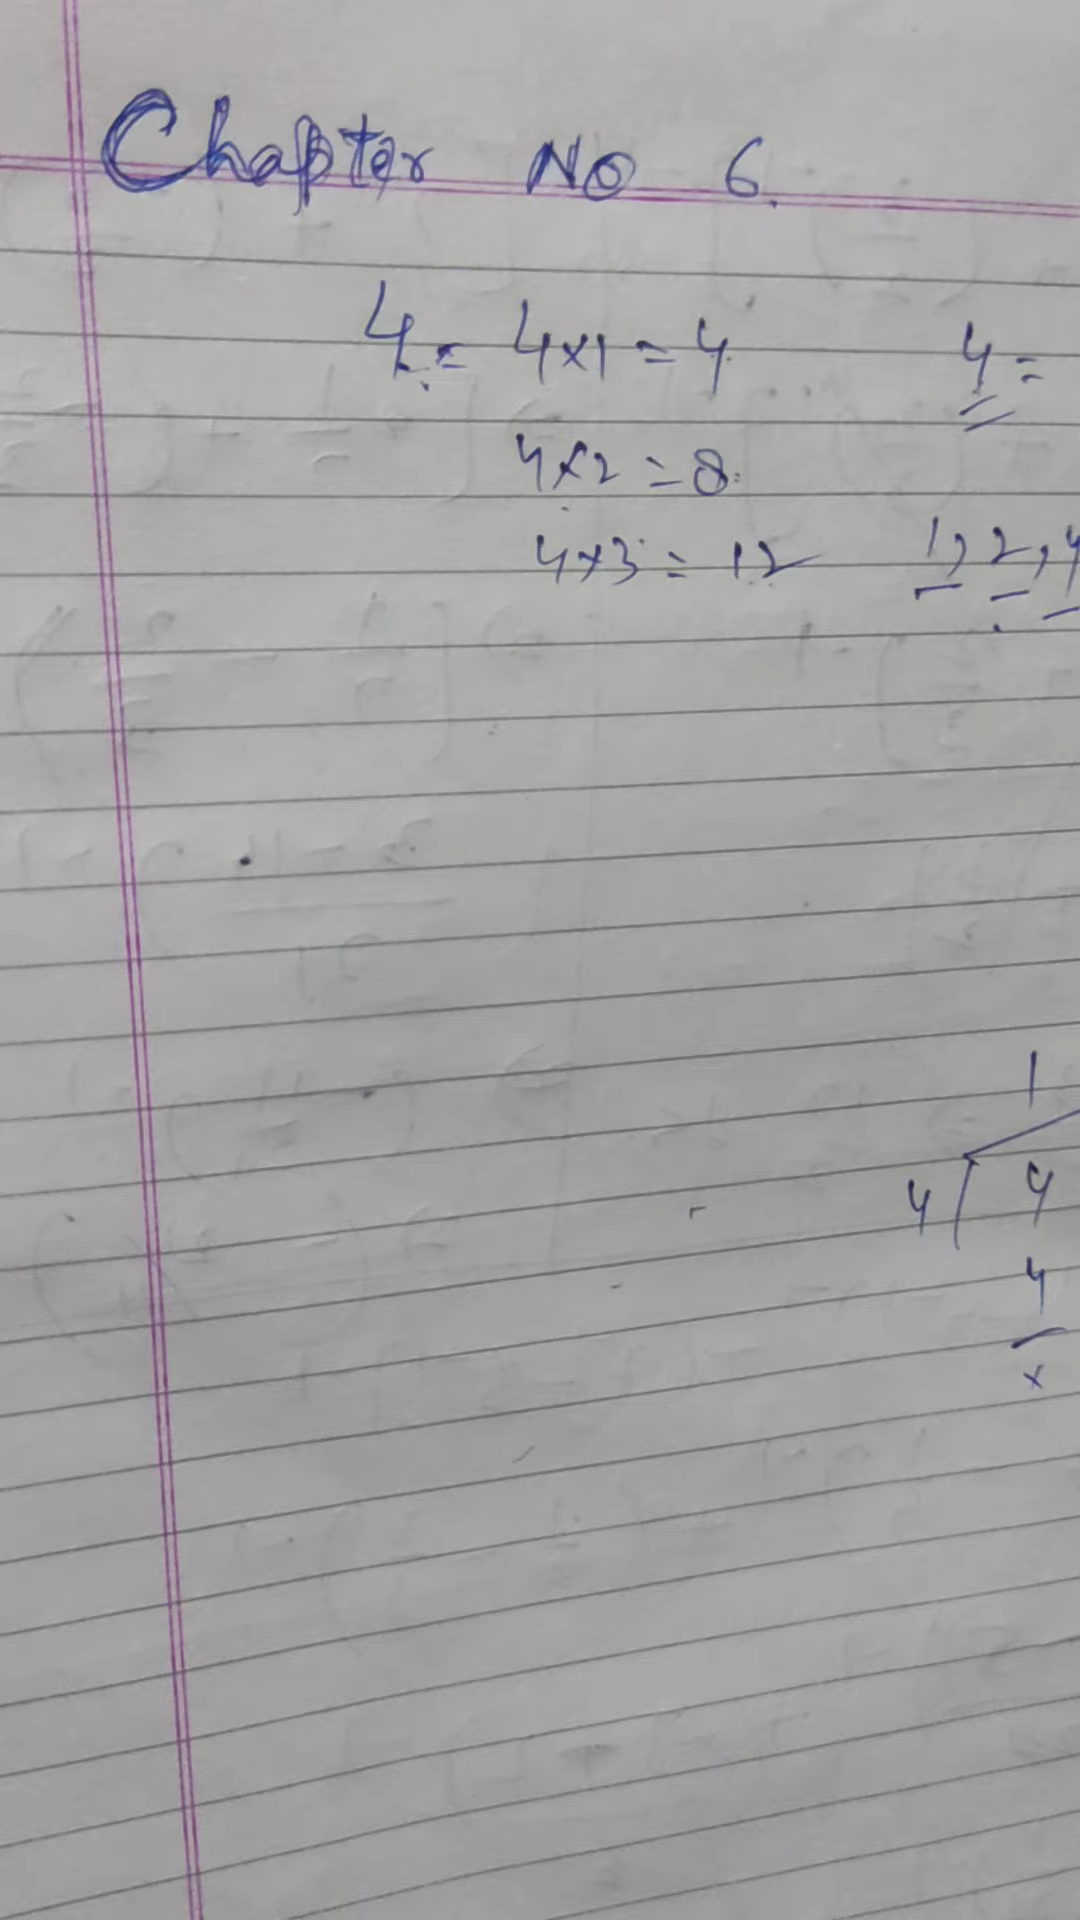 Chapter No 6.
4 = 4×1 = 4 4 =
4×2 = 8
4×3 = 12 1, 2, 4
1
4 4
4
×